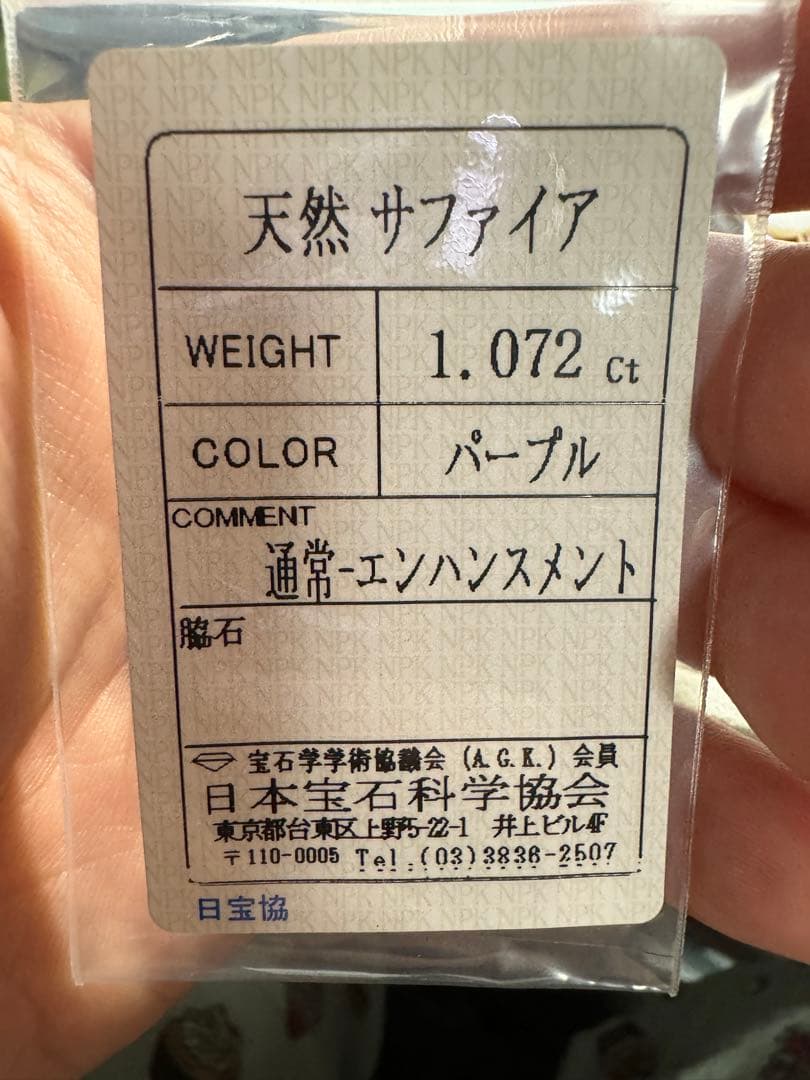 天然 サファイア
WEIGHT 1.072 Ct
COLOR パープル
COMMENT
通常-エンハンスメント
脇石
宝石学学術協議会 (A.G.K.) 会員
日本宝石科学協会
東京都台東区上野5-22-1 井上ビル4F
〒110-0005 Tel.(03)3836-2507
日宝協